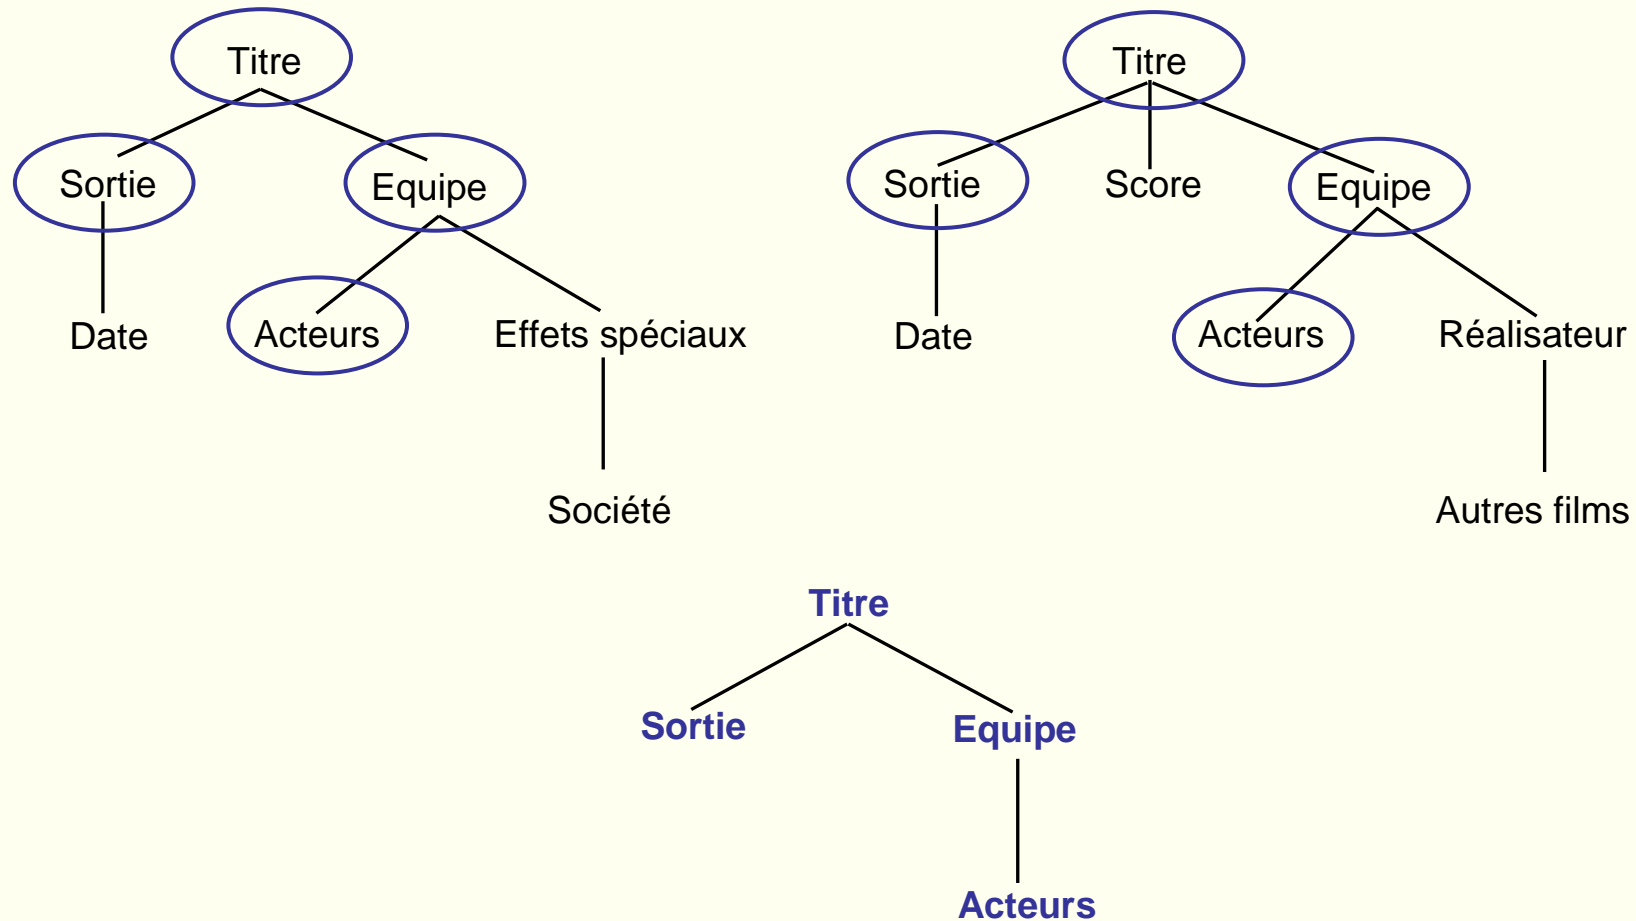 Titre
Sortie
Equipe
Date
Acteurs
Effets spéciaux
Société
Titre
Sortie
Score
Equipe
Date
Acteurs
Réalisateur
Autres films
Titre
Sortie
Equipe
Acteurs